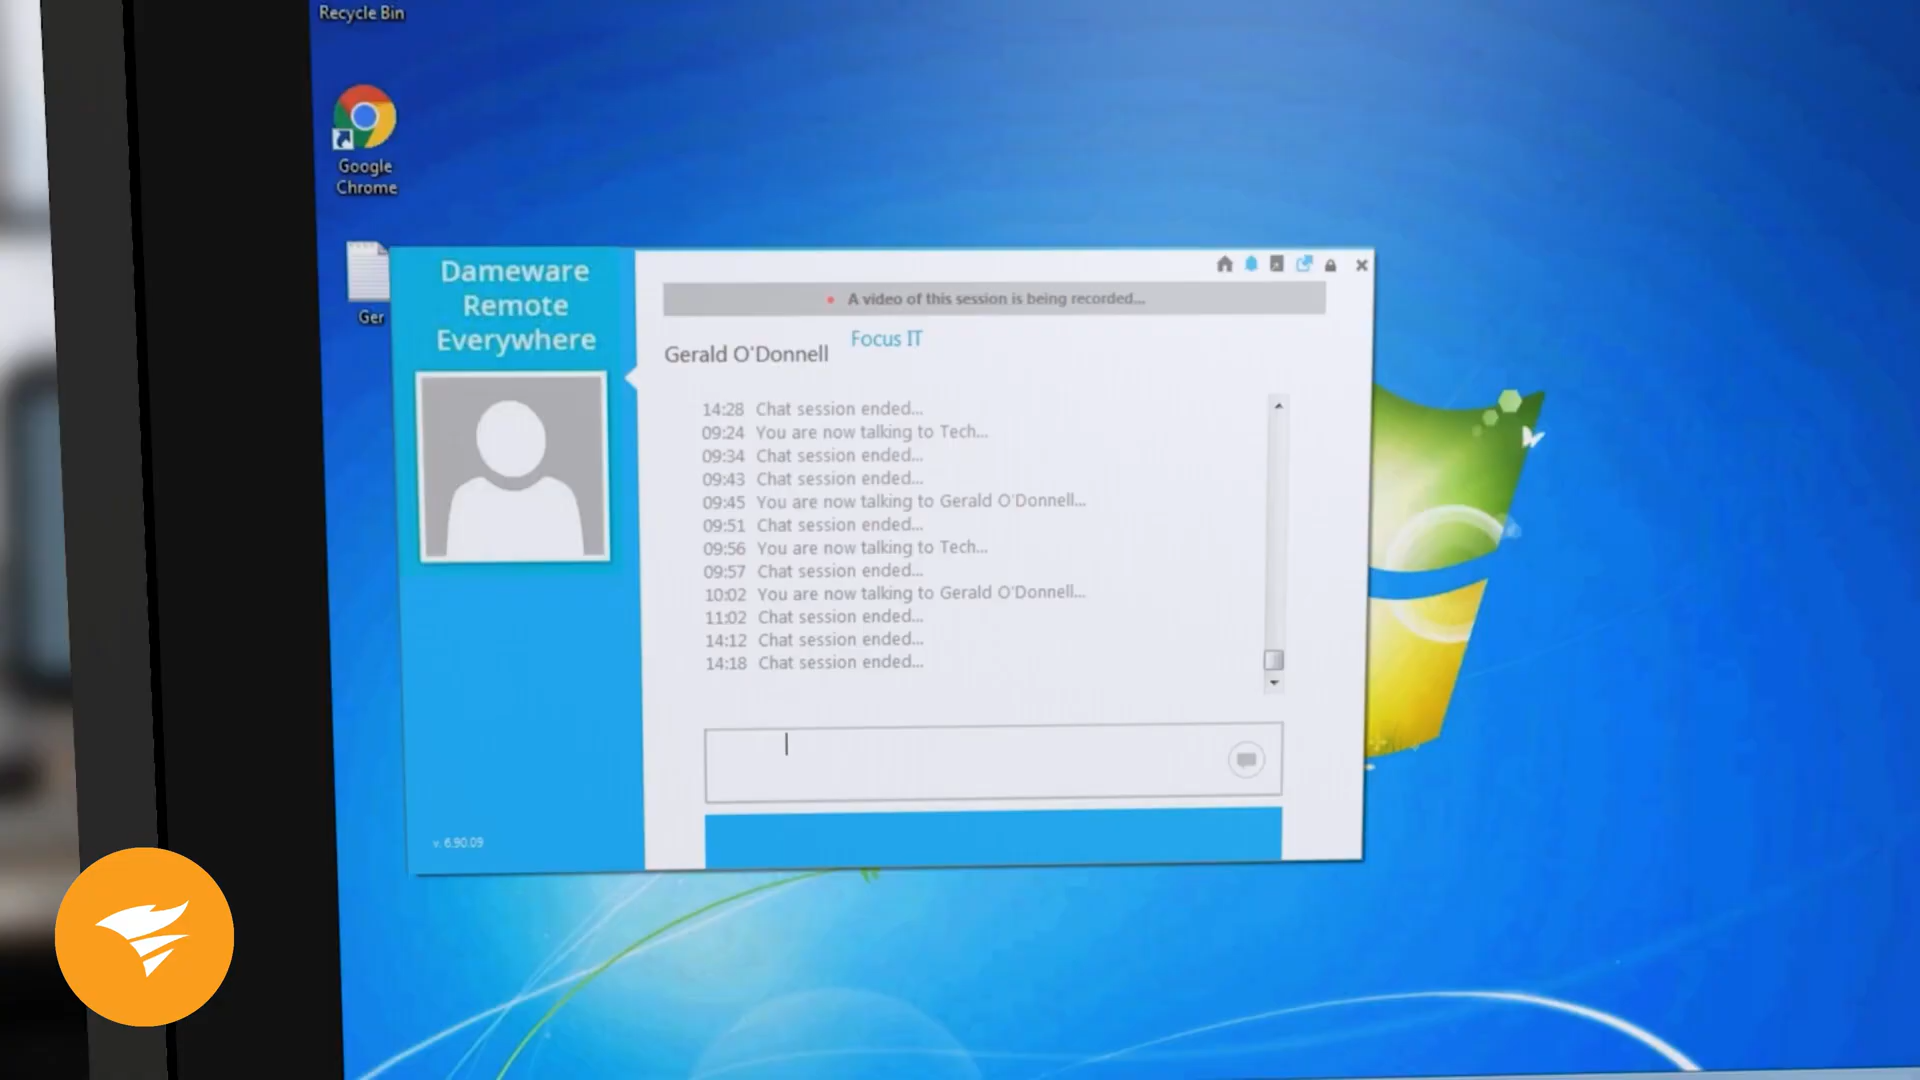 Recycle Bin
Google
Chrome
Ger
Dameware
Remote
Everywhere
A video of this session is being recorded...
Gerald O'Donnell
Focus IT
14:28 Chat session ended...
09:24 You are now talking to Tech...
09:34 Chat session ended...
09:43 Chat session ended...
09:45 You are now talking to Gerald O'Donnell...
09:51 Chat session ended...
09:56 You are now talking to Tech...
09:57 Chat session ended...
10:02 You are now talking to Gerald O'Donnell...
11:02 Chat session ended...
14:12 Chat session ended...
14:18 Chat session ended...
v. 6.90.09